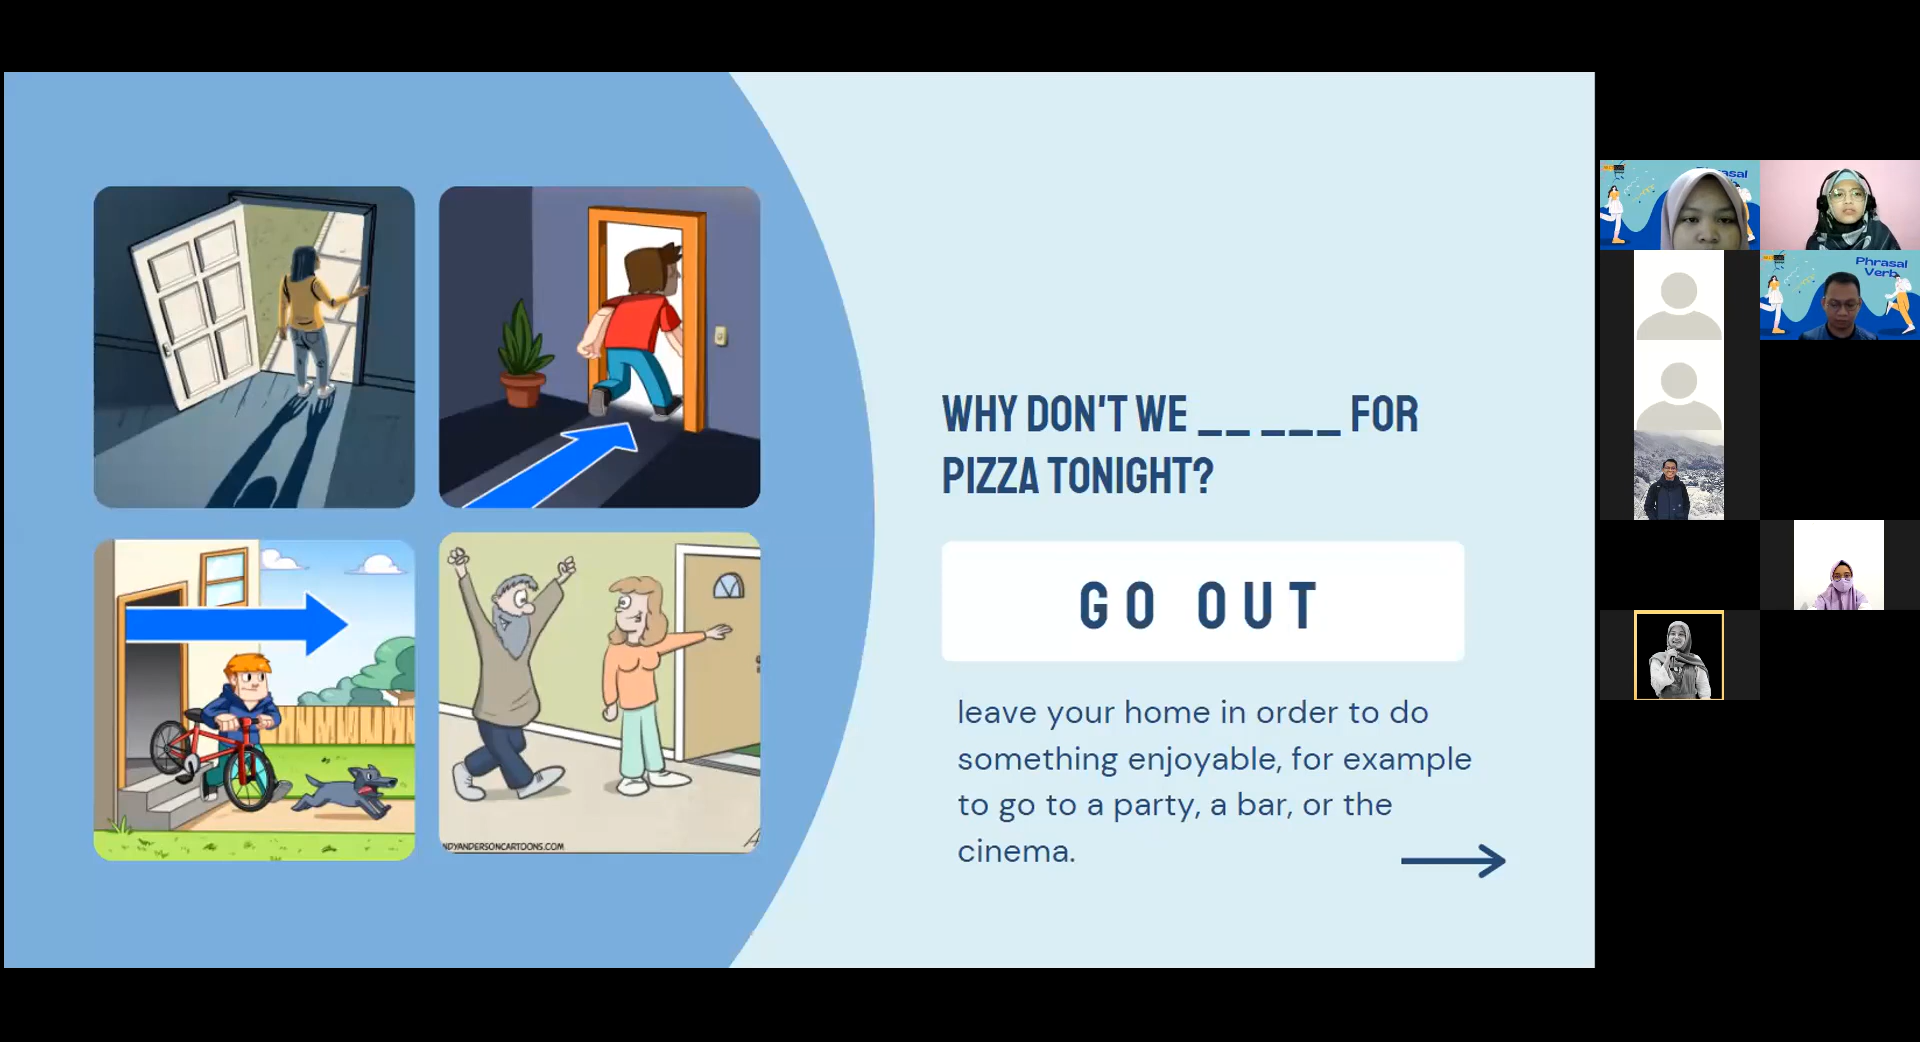 WHY DON'T WE __ ___ FOR
PIZZA TONIGHT?
GO OUT
leave your home in order to do
something enjoyable, for example
to go to a party, a bar, or the
cinema.
NDYANDERSONCARTOONS.COM
Phrasal
Verb